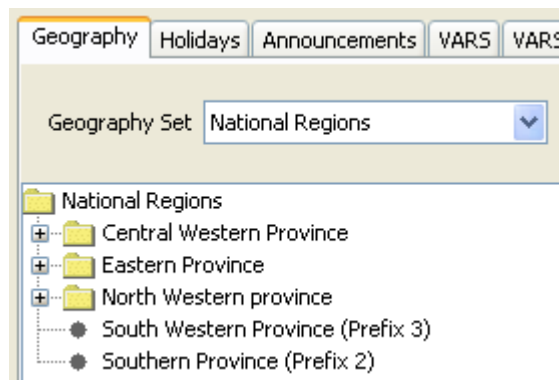 Geography Holidays Announcements VARS VARS
Geography Set National Regions
National Regions
Central Western Province
Eastern Province
North Western province
South Western Province (Prefix 3)
Southern Province (Prefix 2)